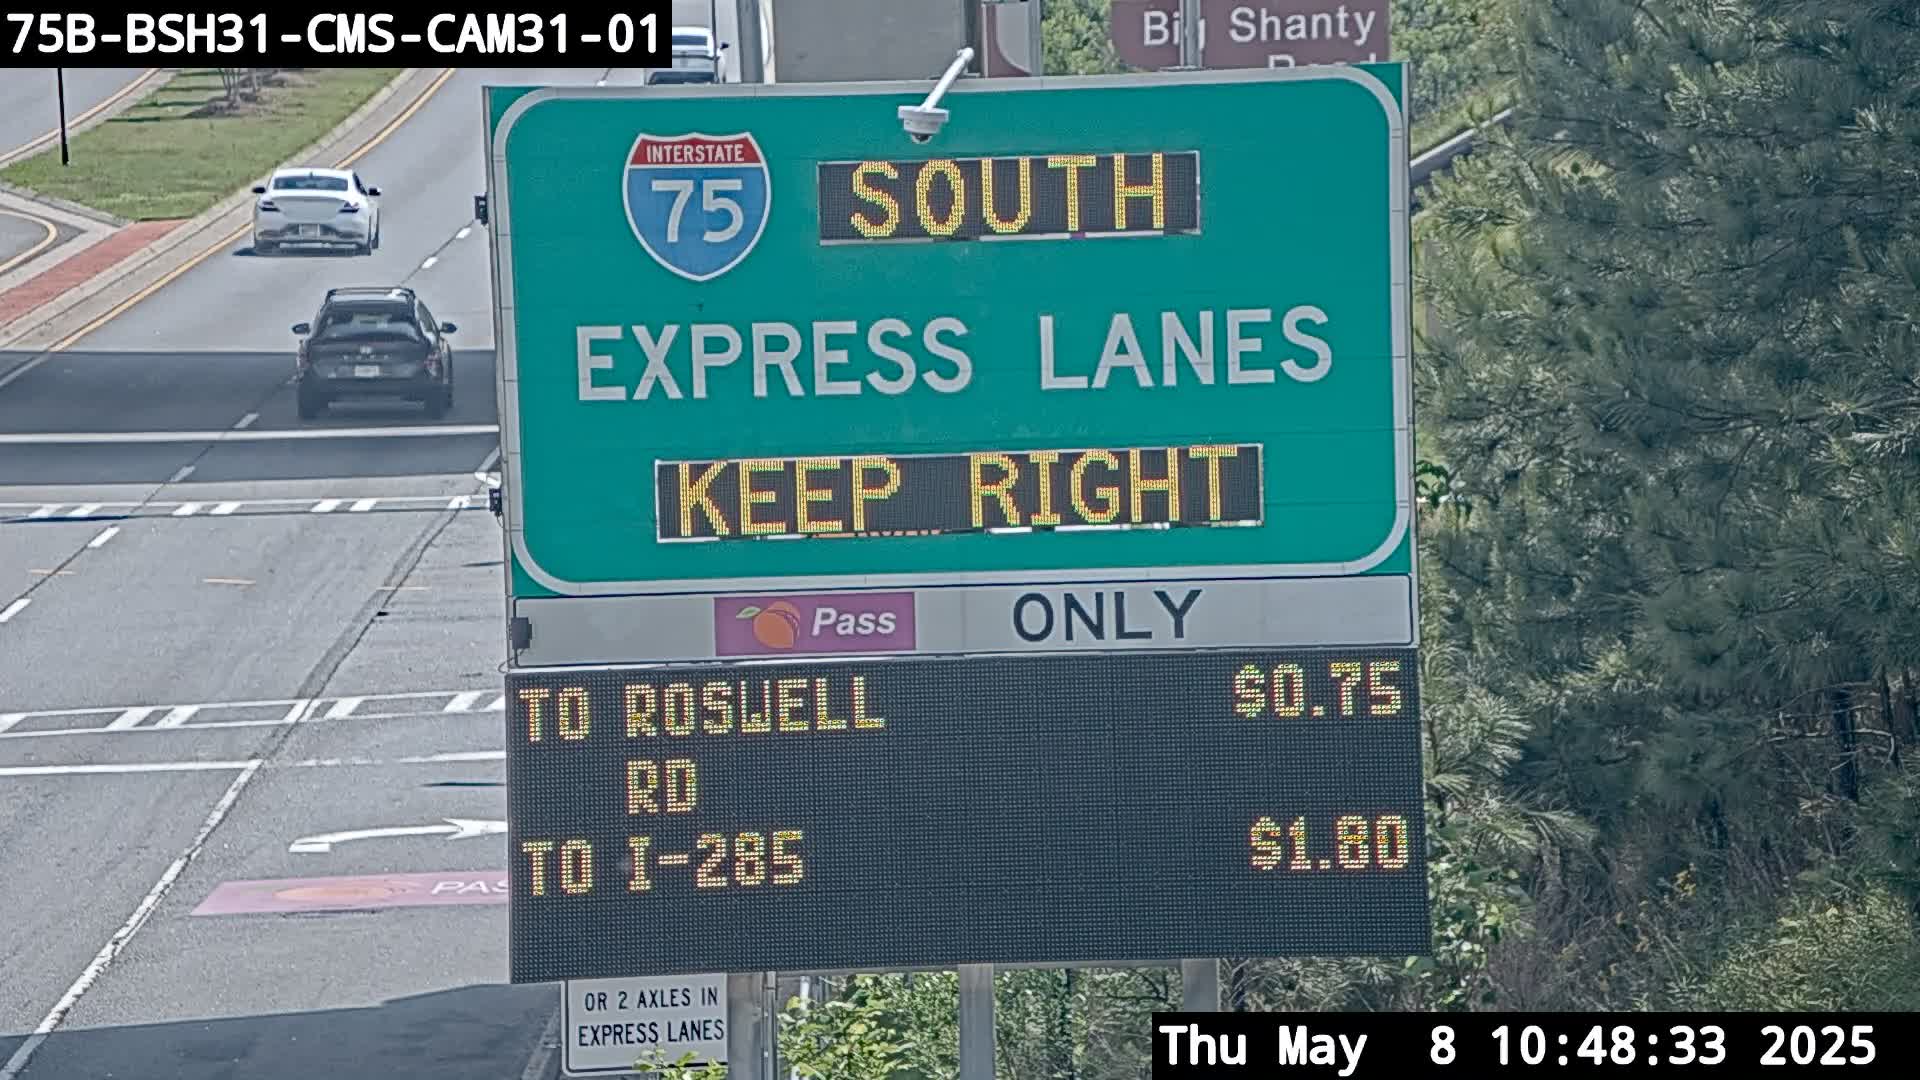 75B-BSH31-CMS-CAM31-01
Big Shanty
Road
INTERSTATE
75
SOUTH
EXPRESS LANES
KEEP RIGHT
Pass ONLY
TO ROSWELL $0.75
RD
TO I-285 $1.80
PAS
OR 2 AXLES IN
EXPRESS LANES
Thu May 8 10:48:33 2025